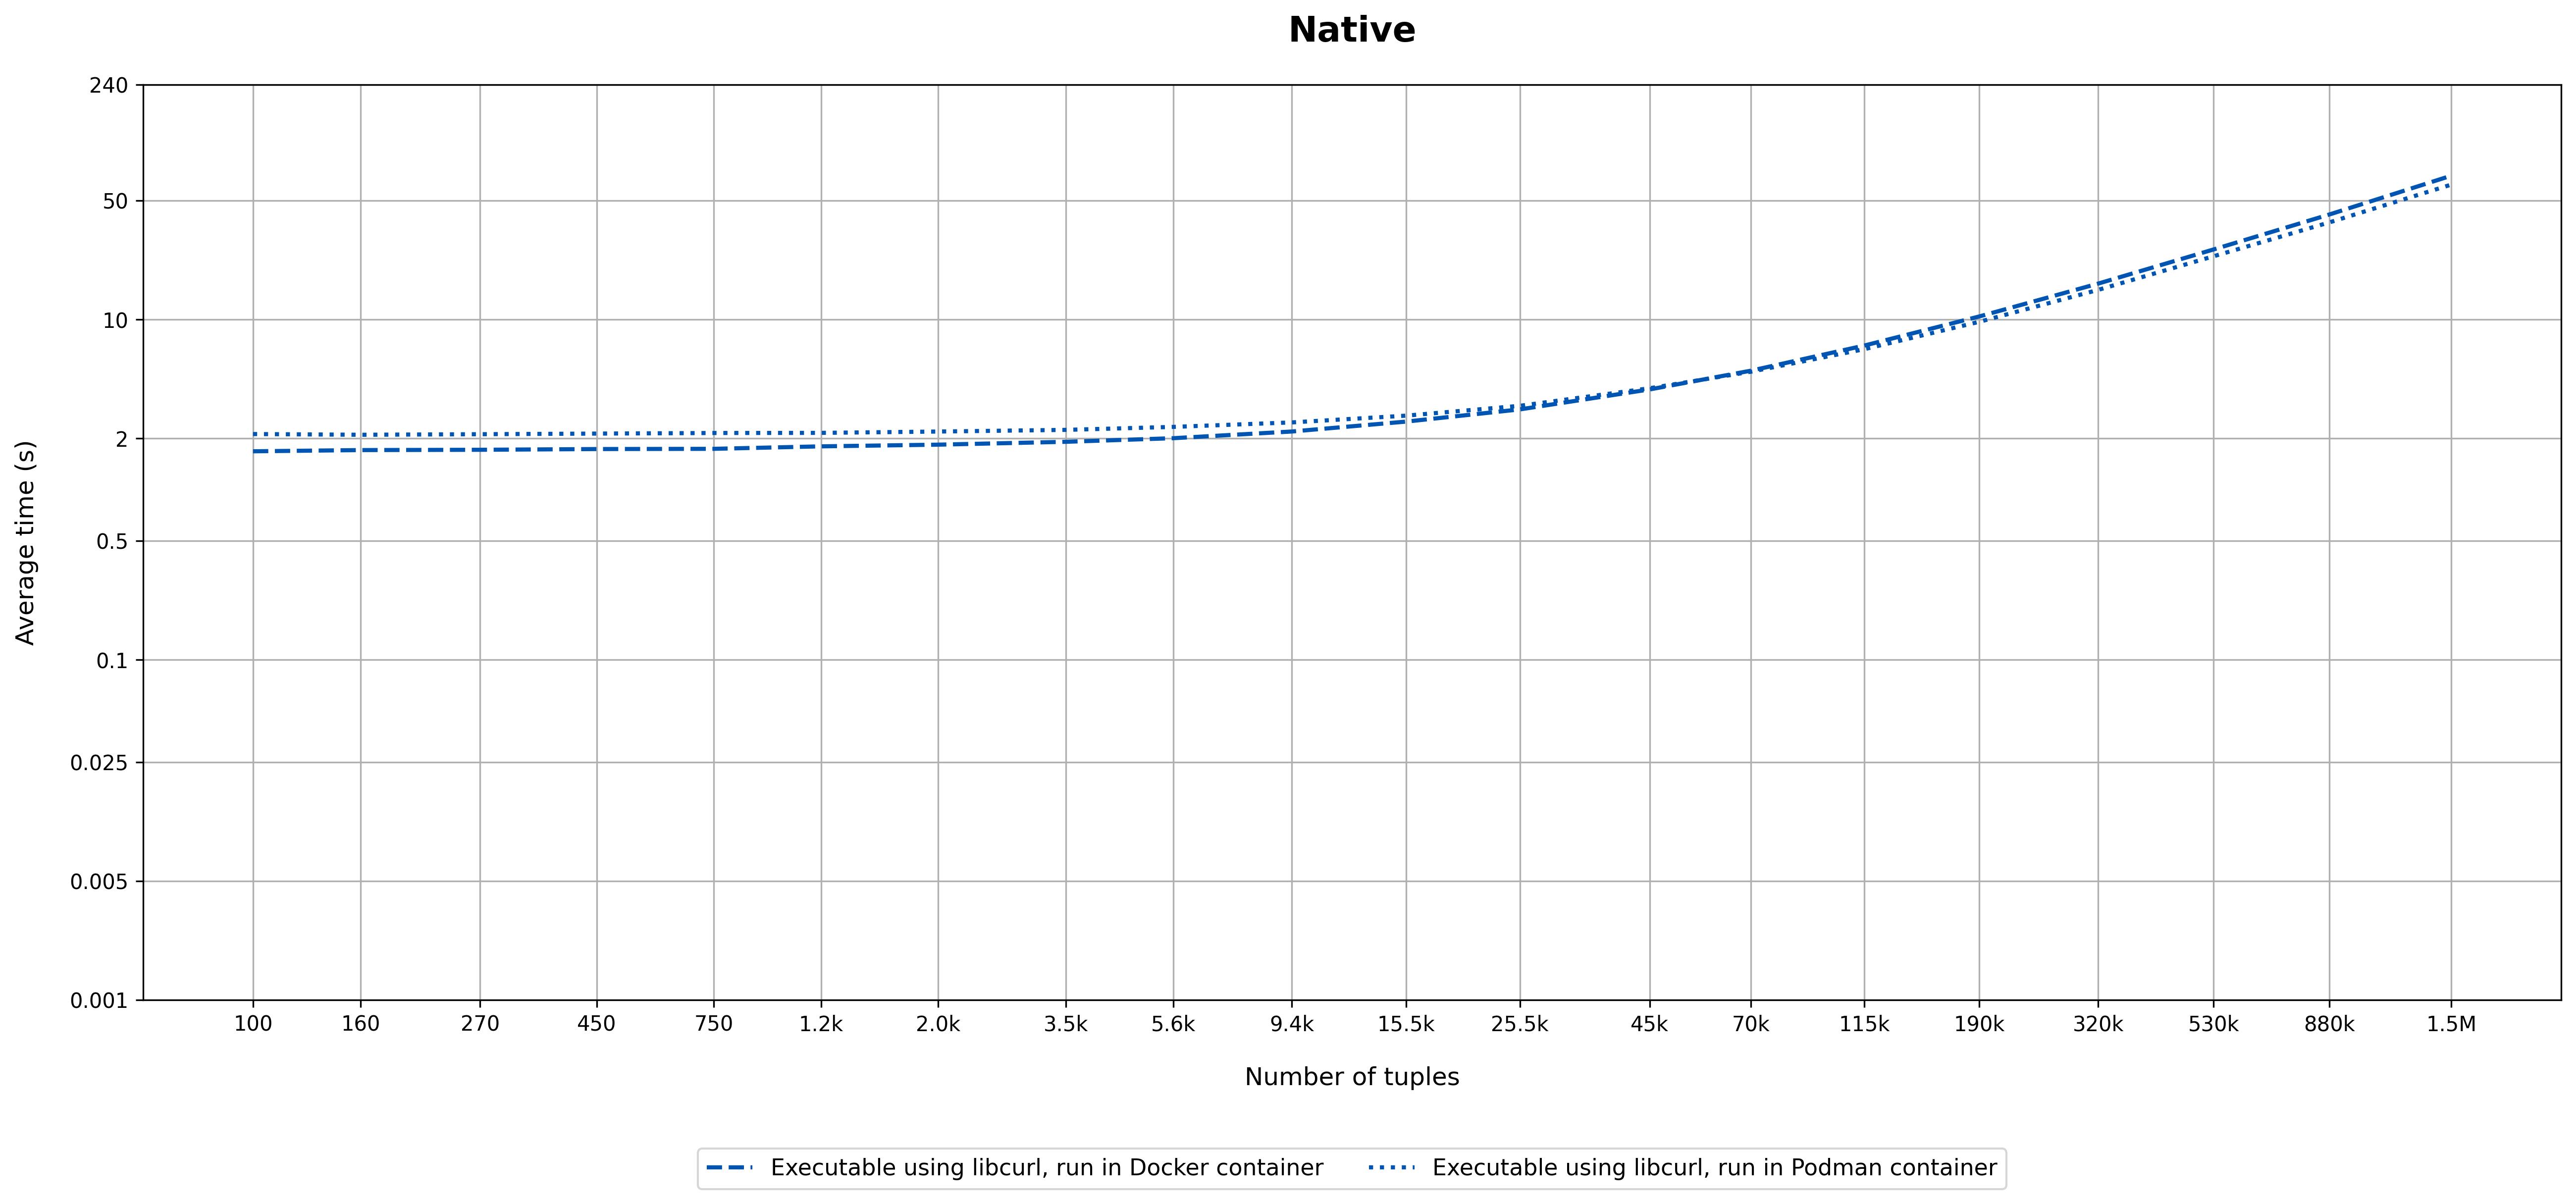 Native
240
50
10
2
0.5
0.1
0.025
0.005
0.001
Average time (s)
100 160 270 450 750 1.2k 2.0k 3.5k 5.6k 9.4k 15.5k 25.5k 45k 70k 115k 190k 320k 530k 880k 1.5M
Number of tuples
Executable using libcurl, run in Docker container Executable using libcurl, run in Podman container